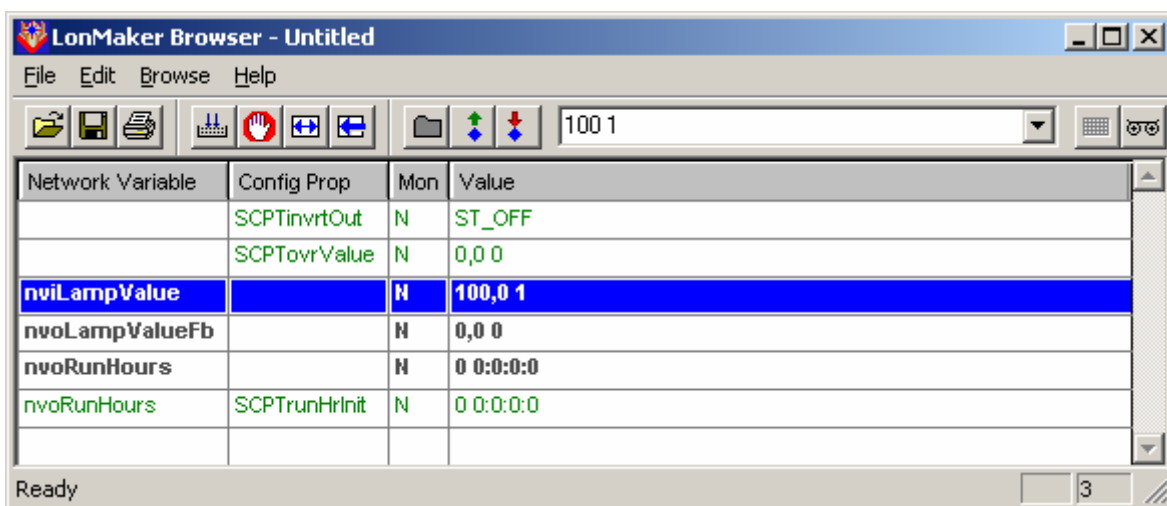 LonMaker Browser - Untitled
File Edit Browse Help
100 1
Network Variable Config Prop Mon Value
SCPTinvrtOut N ST_OFF
SCPTovrValue N 0,0 0
nviLampValue N 100,0 1
nvoLampValueFb N 0,0 0
nvoRunHours N 0 0:0:0:0
nvoRunHours SCPTrunHrInit N 0 0:0:0:0
Ready 3